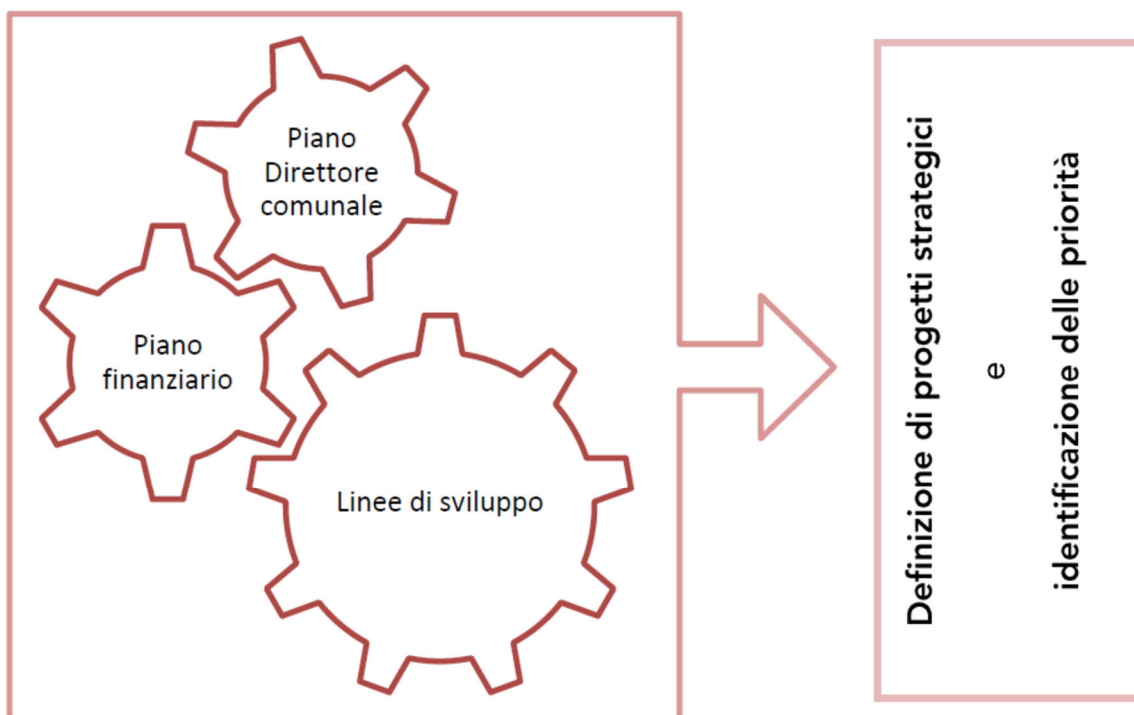 Piano
Direttore
comunale
Piano
finanziario
Linee di sviluppo
Definizione di progetti strategici
e
identificazione delle priorità